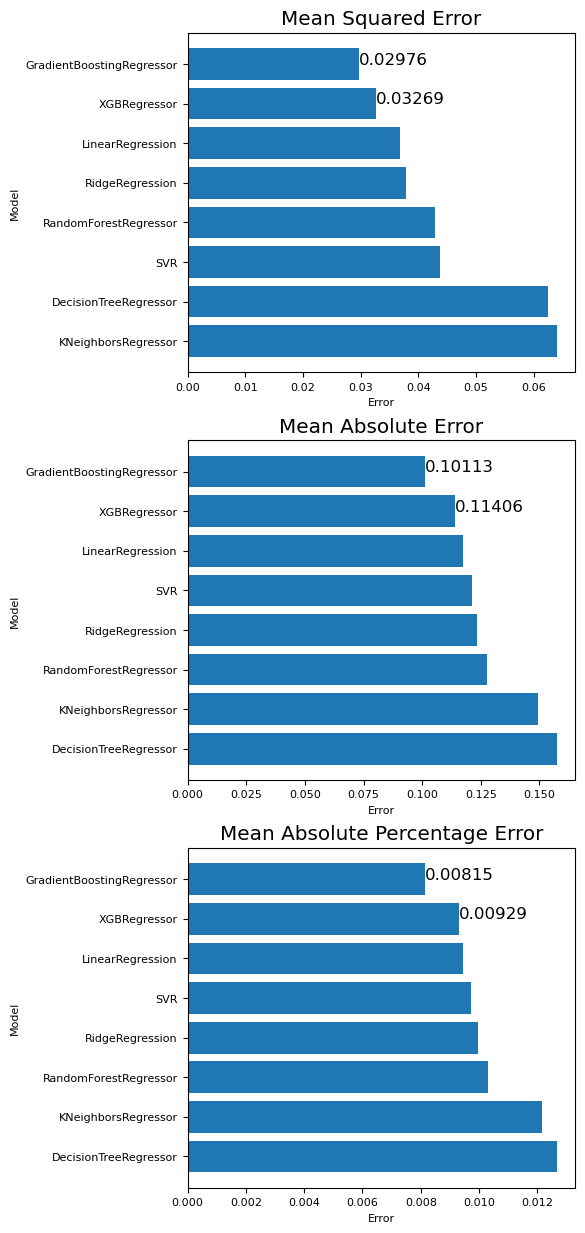 Mean Squared Error
GradientBoostingRegressor
0.02976
XGBRegressor
0.03269
LinearRegression
RidgeRegression
Model
RandomForestRegressor
SVR
DecisionTreeRegressor
KNeighborsRegressor
0.00 0.01 0.02 0.03 0.04 0.05 0.06
Error
Mean Absolute Error
GradientBoostingRegressor
0.10113
XGBRegressor
0.11406
LinearRegression
SVR
Model
RidgeRegression
RandomForestRegressor
KNeighborsRegressor
DecisionTreeRegressor
0.000 0.025 0.050 0.075 0.100 0.125 0.150
Error
Mean Absolute Percentage Error
GradientBoostingRegressor
0.00815
XGBRegressor
0.00929
LinearRegression
SVR
Model
RidgeRegression
RandomForestRegressor
KNeighborsRegressor
DecisionTreeRegressor
0.000 0.002 0.004 0.006 0.008 0.010 0.012
Error